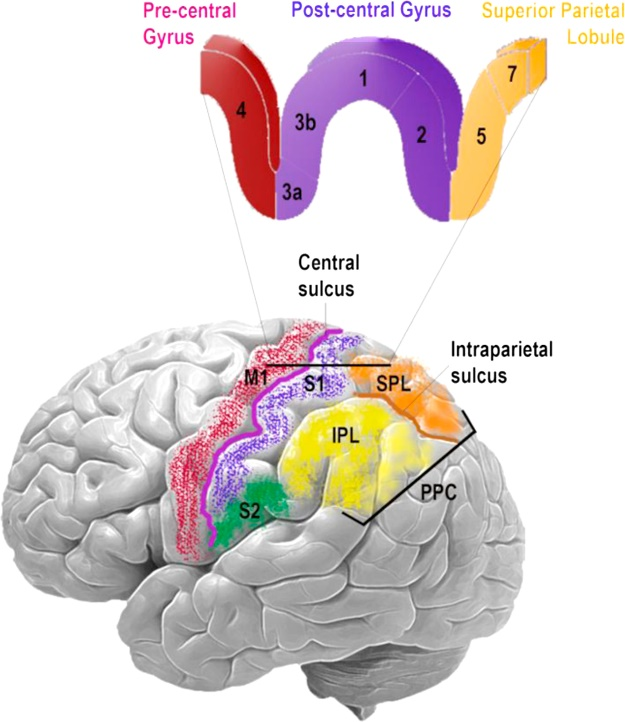 Pre-central
Gyrus
Post-central Gyrus
Superior Parietal
Lobule
4
3b
3a
1
2
5
7
Central
sulcus
Intraparietal
sulcus
M1
S1
SPL
IPL
S2
PPC